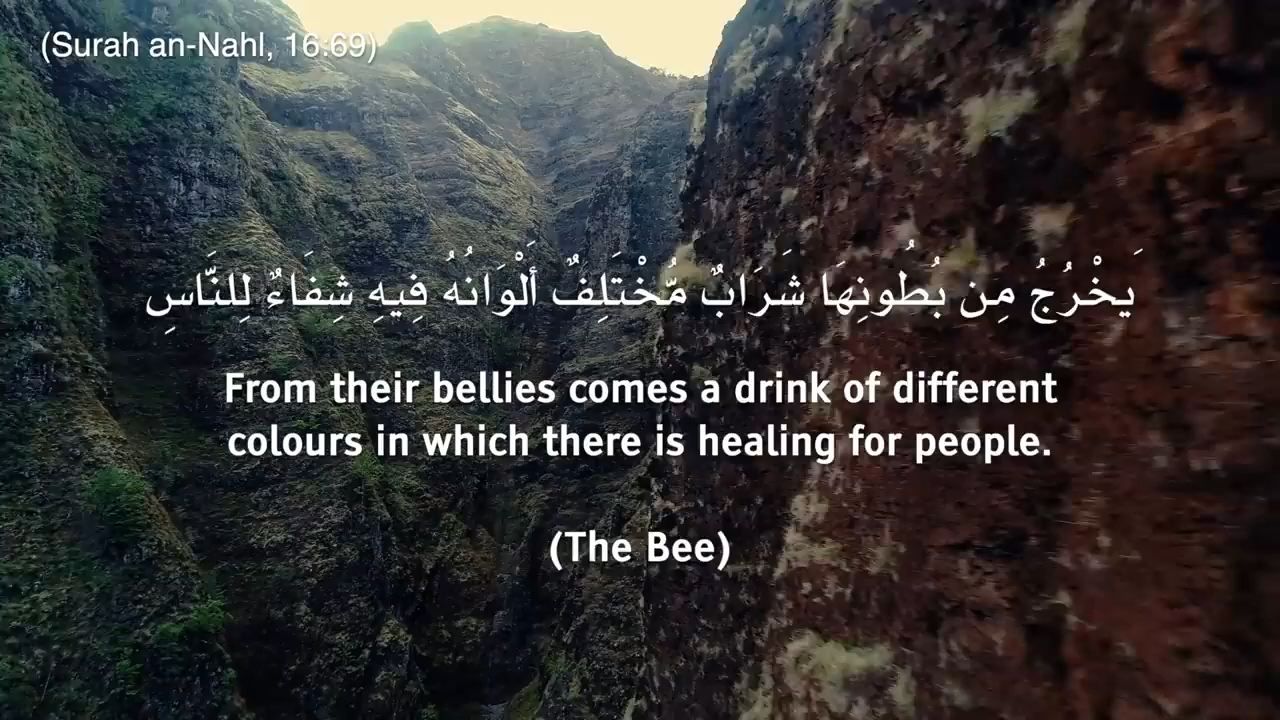 (Surah an-Nahl, 16:69)
يَخْرُجُ مِن بُطُونِهَا شَرَابٌ مُّخْتَلِفٌ أَلْوَانُهُ فِيهِ شِفَاءٌ لِلنَّاسِ
From their bellies comes a drink of different
colours in which there is healing for people.
(The Bee)